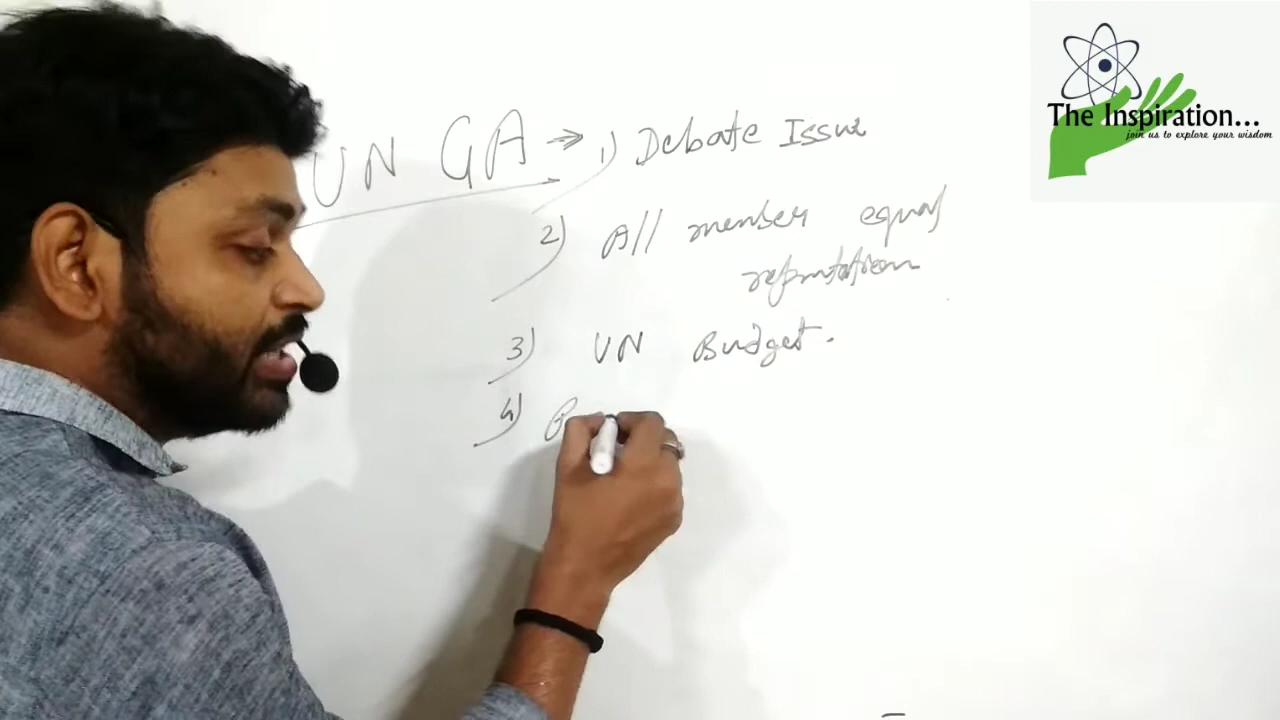 The Inspiration...
join us to explore your wisdom
UN GA → 1) Debate Issue
2) All member equal
3) UN Budget.
4)